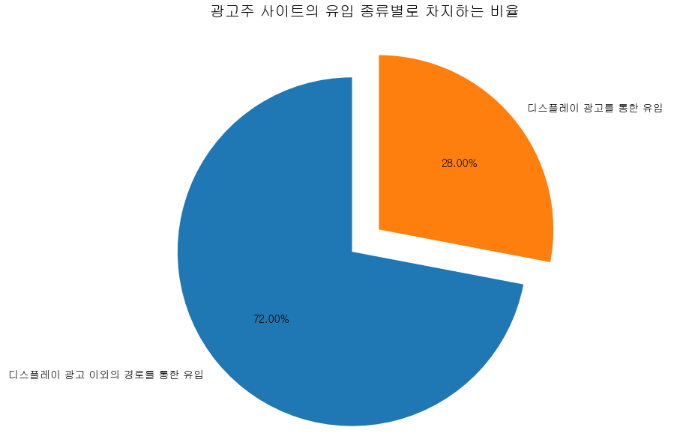 광고주 사이트의 유입 종류별로 차지하는 비율
디스플레이 광고를 통한 유입
28.00%
72.00%
디스플레이 광고 이외의 경로를 통한 유입